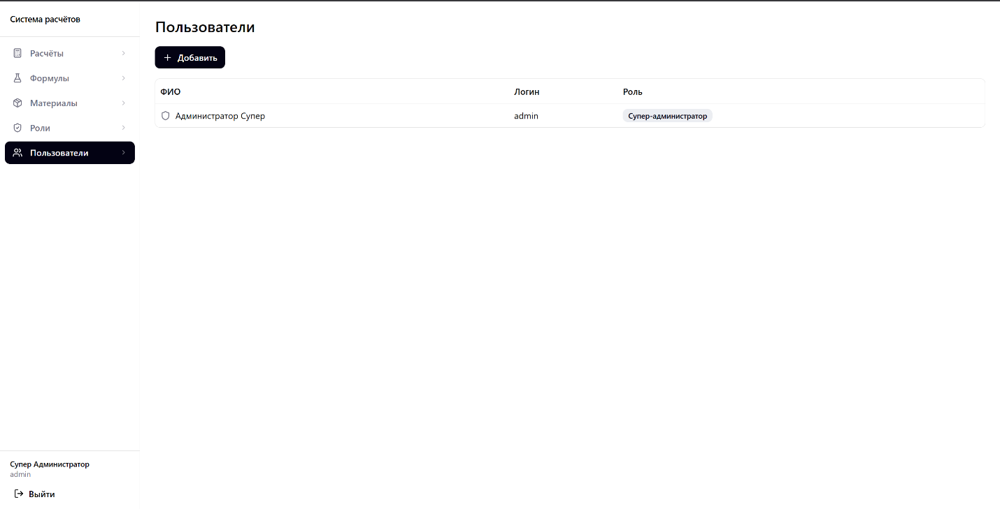 Система расчётов
Расчёты
Формулы
Материалы
Роли
Пользователи
Супер Администратор
admin
Выйти
Пользователи
+ Добавить
ФИО Логин Роль
Администратор Супер admin Супер-администратор